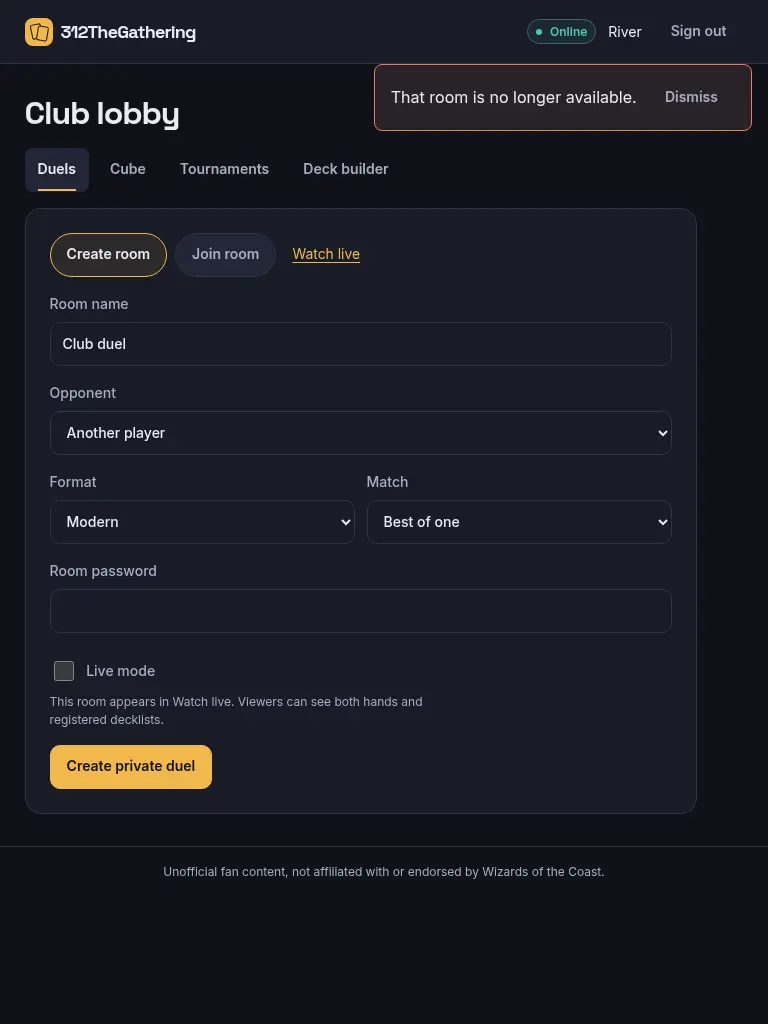 312TheGathering
Online
River
Sign out
That room is no longer available.
Dismiss
Club lobby
Duels
Cube
Tournaments
Deck builder
Create room
Join room
Watch live
Room name
Club duel
Opponent
Another player
Format
Match
Modern
Best of one
Room password
Live mode
This room appears in Watch live. Viewers can see both hands and
registered decklists.
Create private duel
Unofficial fan content, not affiliated with or endorsed by Wizards of the Coast.